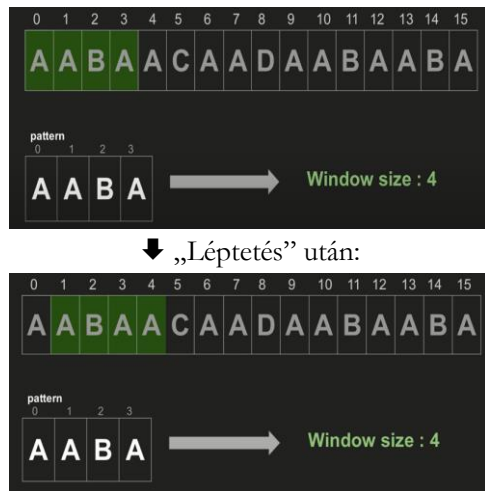 0 1 2 3 4 5 6 7 8 9 10 11 12 13 14 15
A A B A A C A A D A A B A A B A
pattern
0 1 2 3
A A B A
Window size : 4
🡇 „Léptetés” után:
0 1 2 3 4 5 6 7 8 9 10 11 12 13 14 15
A A B A A C A A D A A B A A B A
pattern
0 1 2 3
A A B A
Window size : 4